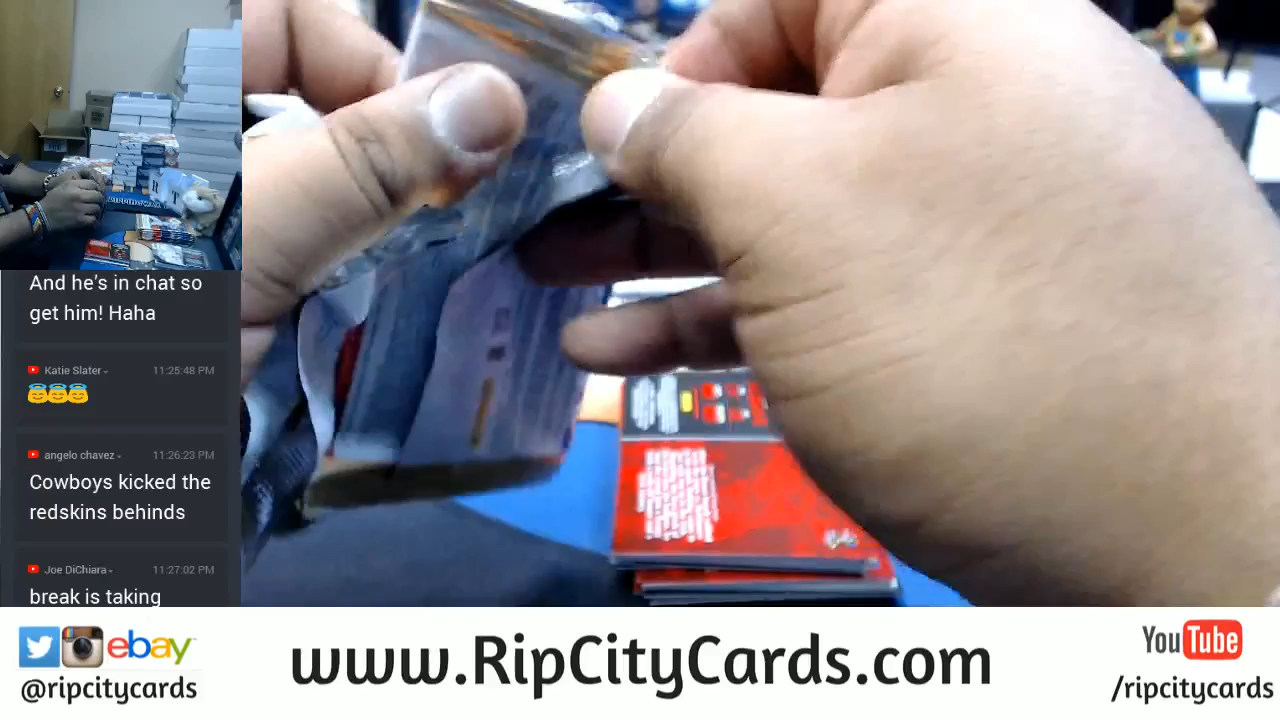 And he's in chat so
get him! Haha
Katie Slater
11:25:48 PM
angelo chavez
11:26:23 PM
Cowboys kicked the
redskins behinds
Joe DiChiara
11:27:02 PM
break is taking
ebay
@ripcitycards
www.RipCityCards.com
YouTube
/ripcitycards